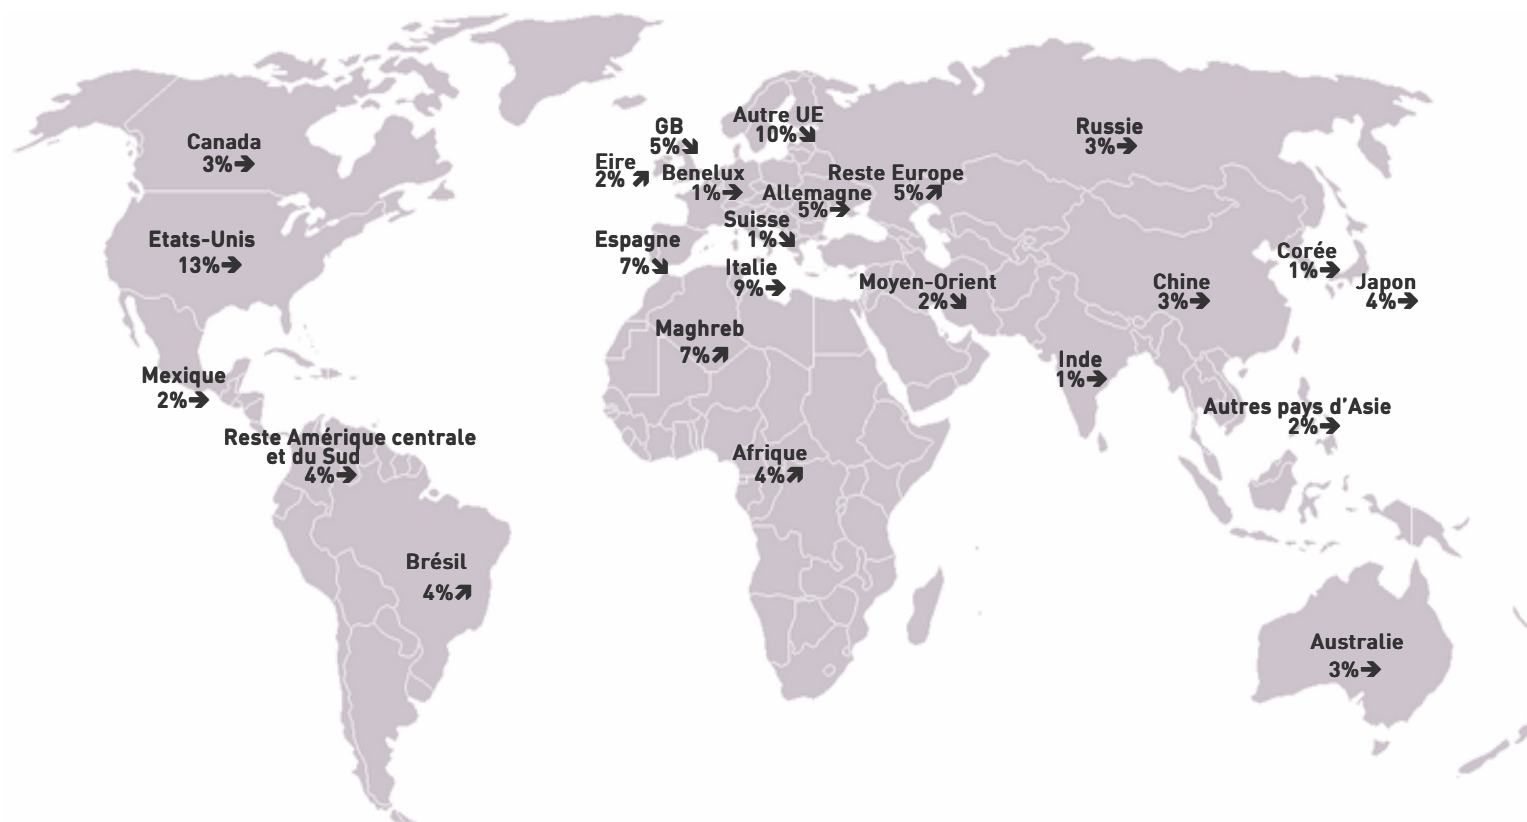 Autre UE
10%
GB
5%
Russie
3%
Canada
3%
Eire
2%
Benelux
1%
Reste Europe
5%
Allemagne
5%
Suisse
1%
Etats-Unis
13%
Espagne
7%
Italie
9%
Corée
1%
Moyen-Orient
2%
Chine
3%
Japon
4%
Maghreb
7%
Inde
1%
Mexique
2%
Autres pays d'Asie
2%
Reste Amérique centrale
et du Sud
4%
Afrique
4%
Brésil
4%
Australie
3%